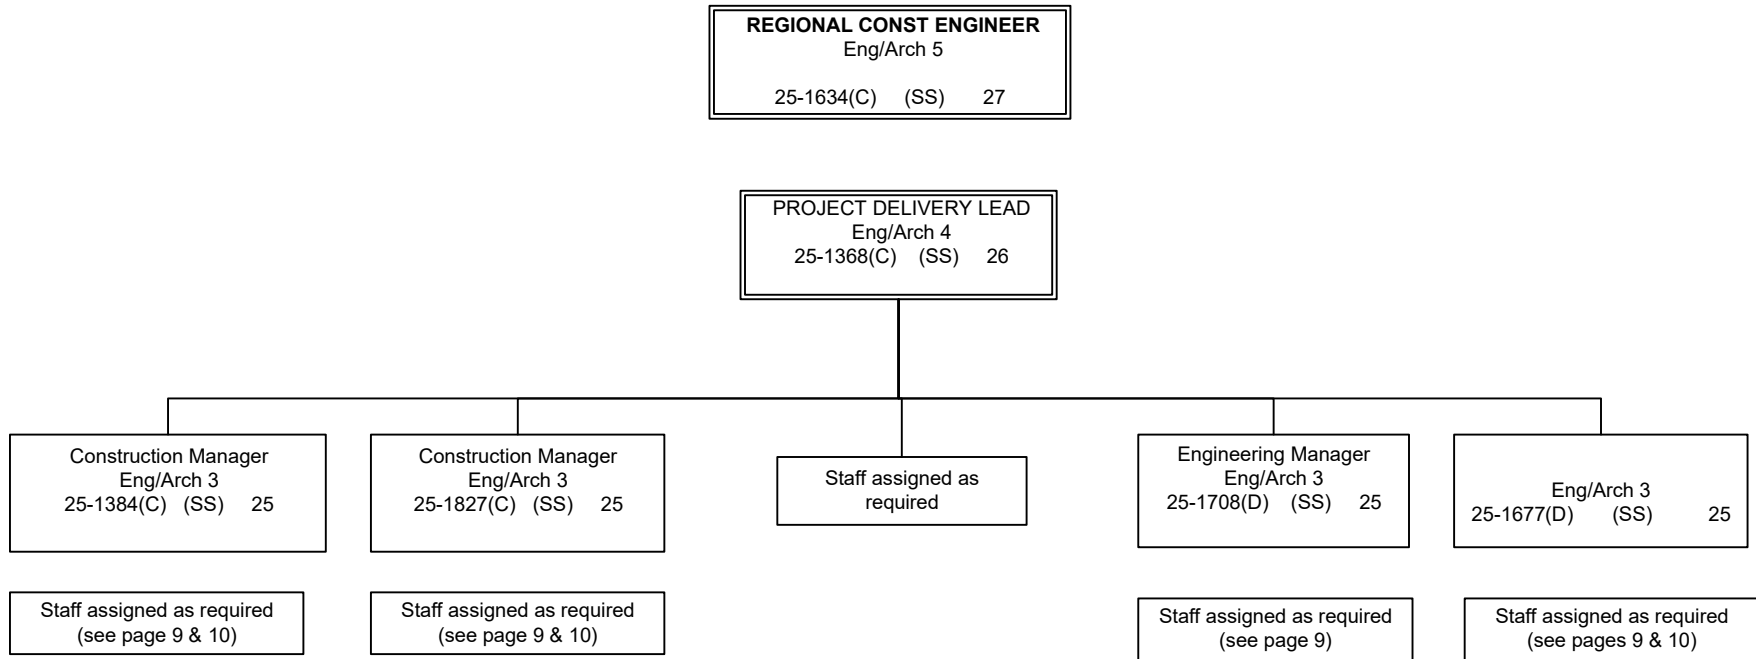 REGIONAL CONST ENGINEER
Eng/Arch 5
25-1634(C) (SS) 27
PROJECT DELIVERY LEAD
Eng/Arch 4
25-1368(C) (SS) 26
Construction Manager
Eng/Arch 3
25-1384(C) (SS) 25
Construction Manager
Eng/Arch 3
25-1827(C) (SS) 25
Staff assigned as
required
Engineering Manager
Eng/Arch 3
25-1708(D) (SS) 25
Eng/Arch 3
25-1677(D) (SS) 25
Staff assigned as required
(see page 9 & 10)
Staff assigned as required
(see page 9 & 10)
Staff assigned as required
(see page 9)
Staff assigned as required
(see pages 9 & 10)